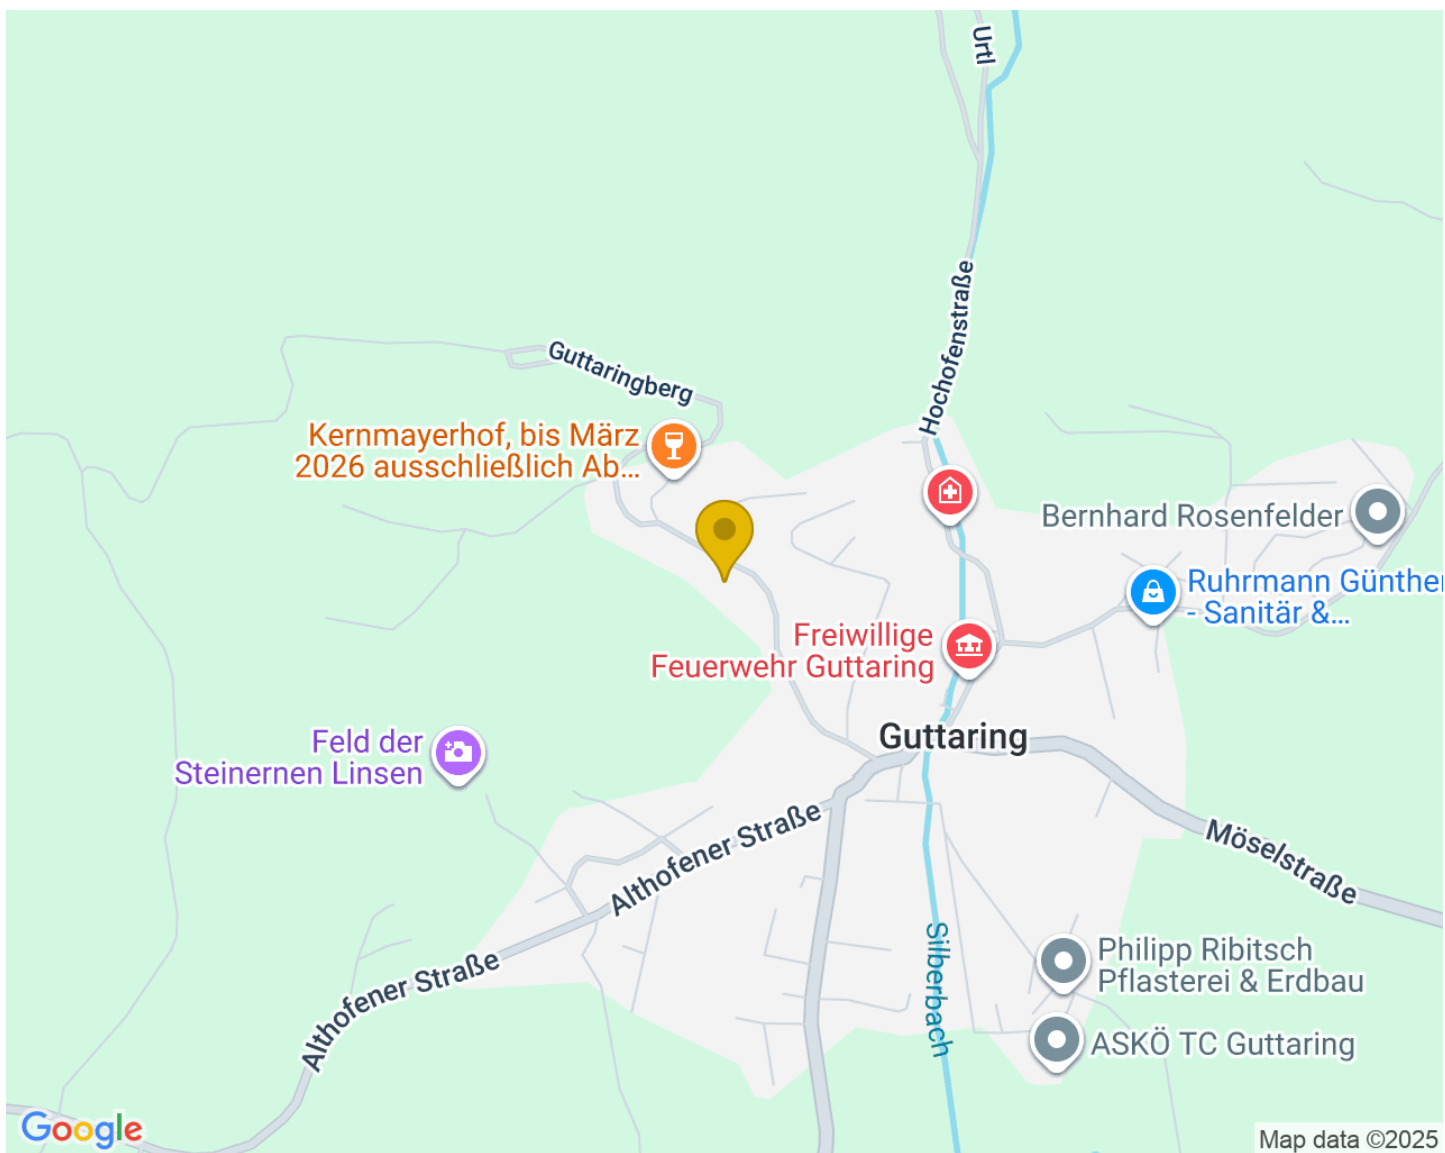 Urtl
Hochofenstraße
Guttaringberg
Kernmayerhof, bis März
2026 ausschließlich Ab...
Bernhard Rosenfelder
Ruhrmann Günther
- Sanitär &...
Freiwillige
Feuerwehr Guttaring
Guttaring
Feld der
Steinernen Linsen
Althofener Straße
Möselstraße
Althofener Straße
Silberbach
Philipp Ribitsch
Pflasterei & Erdbau
ASKÖ TC Guttaring
Google
Map data ©2025